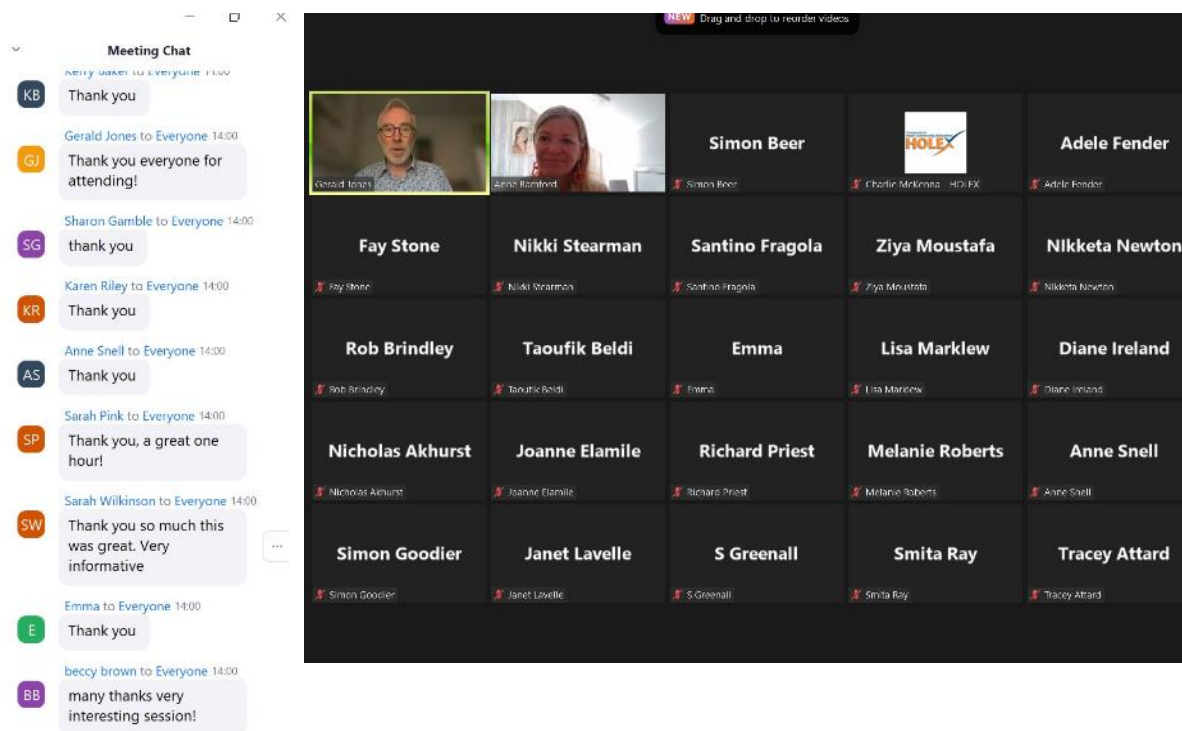 Meeting Chat
Kerry Baker to Everyone 14:00
KB
Thank you
Gerald Jones to Everyone 14:00
GJ
Thank you everyone for
attending!
Sharon Gamble to Everyone 14:00
SG
thank you
Karen Riley to Everyone 14:00
KR
Thank you
Anne Snell to Everyone 14:00
AS
Thank you
Sarah Pink to Everyone 14:00
SP
Thank you, a great one
hour!
Sarah Wilkinson to Everyone 14:00
SW
Thank you so much this
was great. Very
informative
Emma to Everyone 14:00
E
Thank you
beccy brown to Everyone 14:00
BB
many thanks very
interesting session!
NEW Drag and drop to reorder videos
Gerald Jones
Anne Bamford
Simon Beer
Simon Beer
HOLEX
Charlie McKenna - HOLEX
Adele Fender
Adele Fender
Fay Stone
Fay Stone
Nikki Stearman
Nikki Stearman
Santino Fragola
Santino Fragola
Ziya Moustafa
Ziya Moustafa
NIkketa Newton
NIkketa Newton
Rob Brindley
Rob Brindley
Taoufik Beldi
Taoufik Beldi
Emma
Emma
Lisa Marklew
Lisa Marklew
Diane Ireland
Diane Ireland
Nicholas Akhurst
Nicholas Akhurst
Joanne Elamile
Joanne Elamile
Richard Priest
Richard Priest
Melanie Roberts
Melanie Roberts
Anne Snell
Anne Snell
Simon Goodier
Simon Goodier
Janet Lavelle
Janet Lavelle
S Greenall
S Greenall
Smita Ray
Smita Ray
Tracey Attard
Tracey Attard